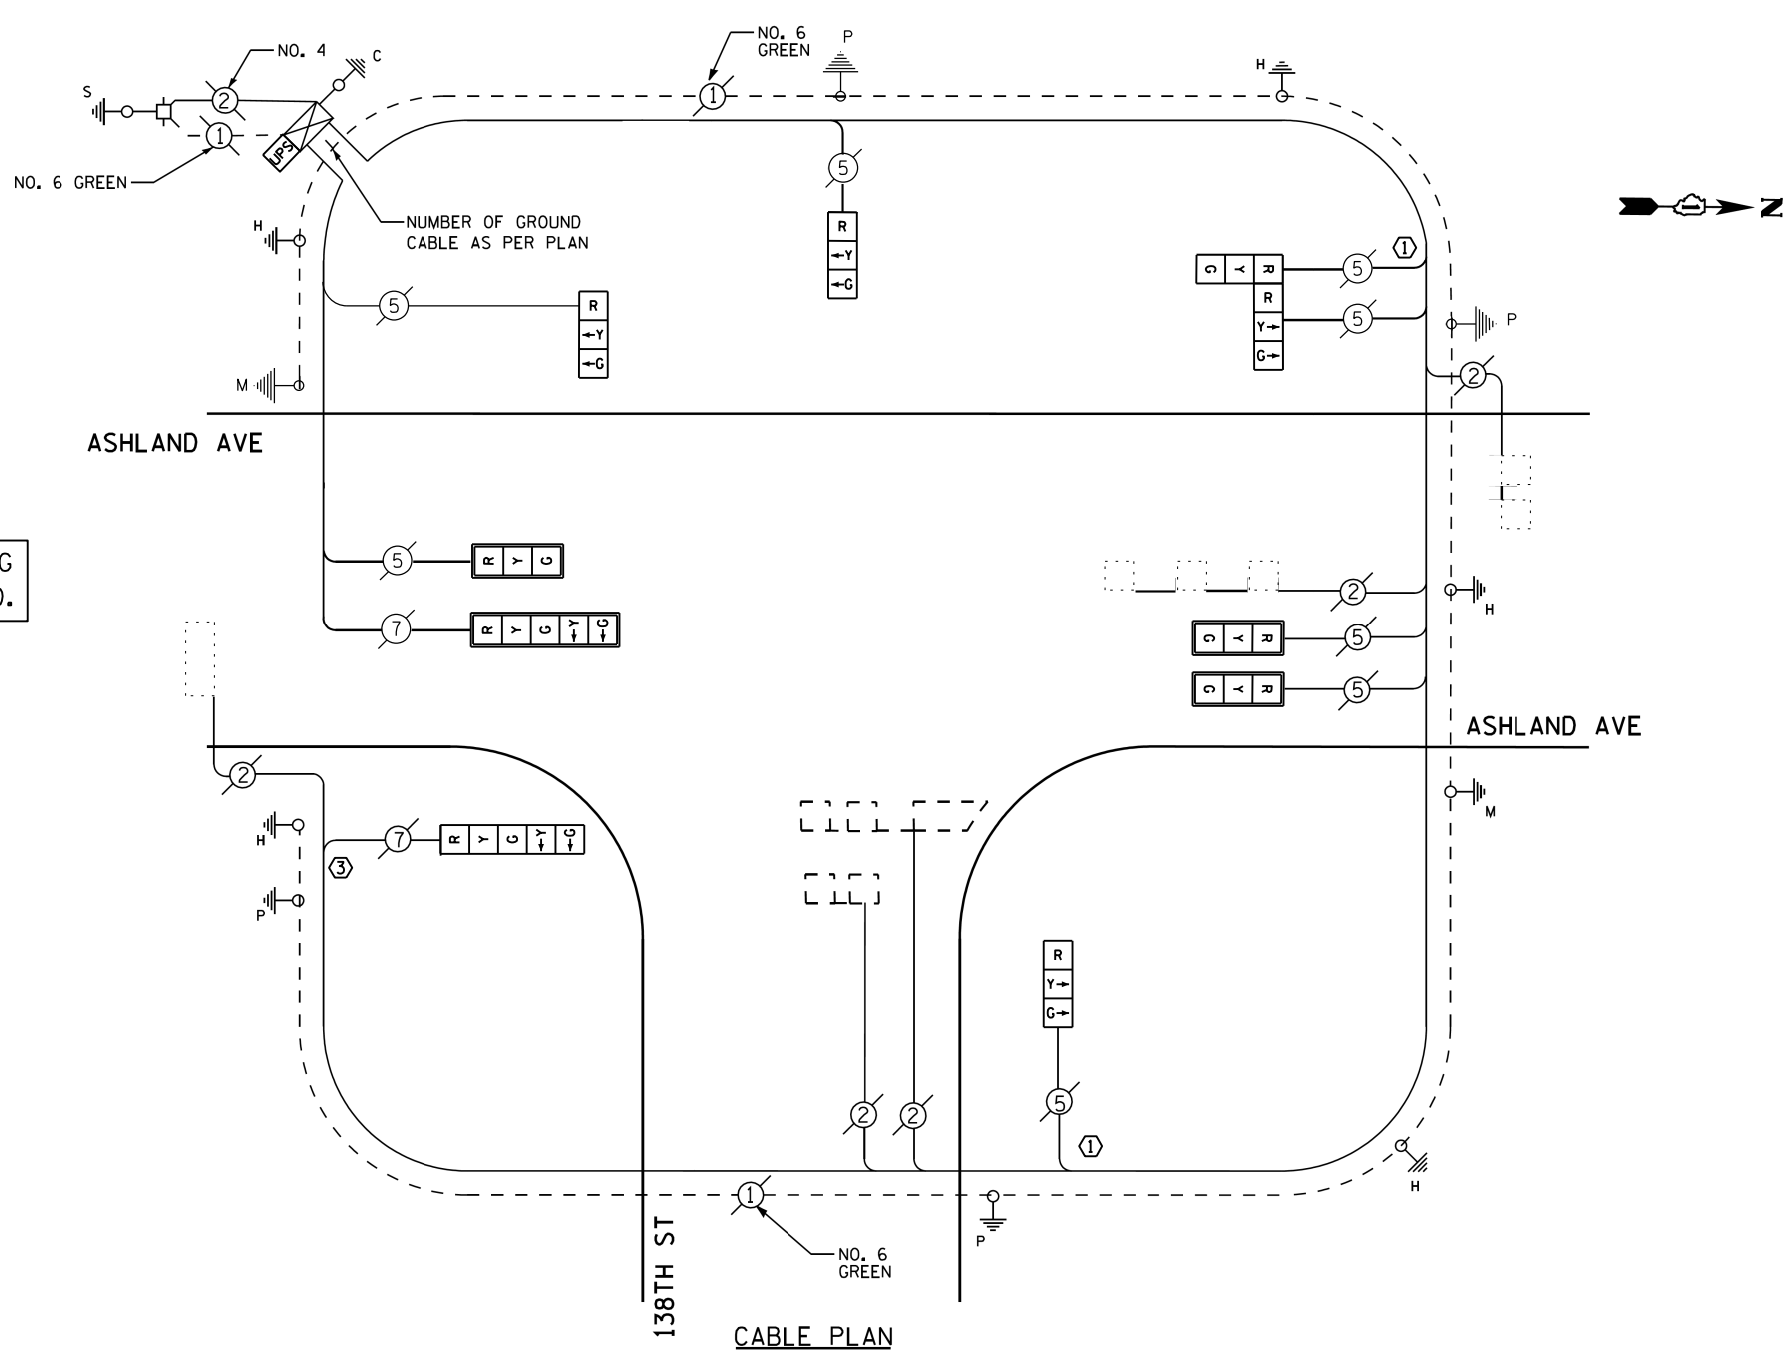 NO. 4
C
NO. 6
GREEN
P
H
S
2
1
1
UPS
NO. 6 GREEN
NUMBER OF GROUND
CABLE AS PER PLAN
5
R
←Y
←G
H
5
R
←Y
←G
1
G Y R
5
R
Y→
G→
5
P
2
N
M
ASHLAND AVE
G
5
R Y G
7
R Y G ←Y ←G
2
H
G Y R
5
G Y R
5
ASHLAND AVE
2
M
H
7
R Y G ←Y ←G
3
P
R
Y→
G→
2
2
5
1
H
1
P
NO. 6
GREEN
138TH ST
CABLE PLAN